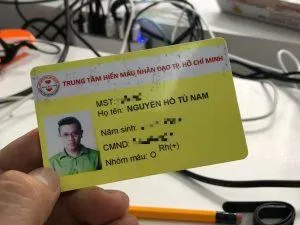 TRUNG TÂM HIẾN MÁU NHÂN ĐẠO TP. HỒ CHÍ MINH
MST:
Họ tên: NGUYEN HỒ TÚ NAM
Năm sinh:
CMND:
Nhóm máu: O Rh(+)